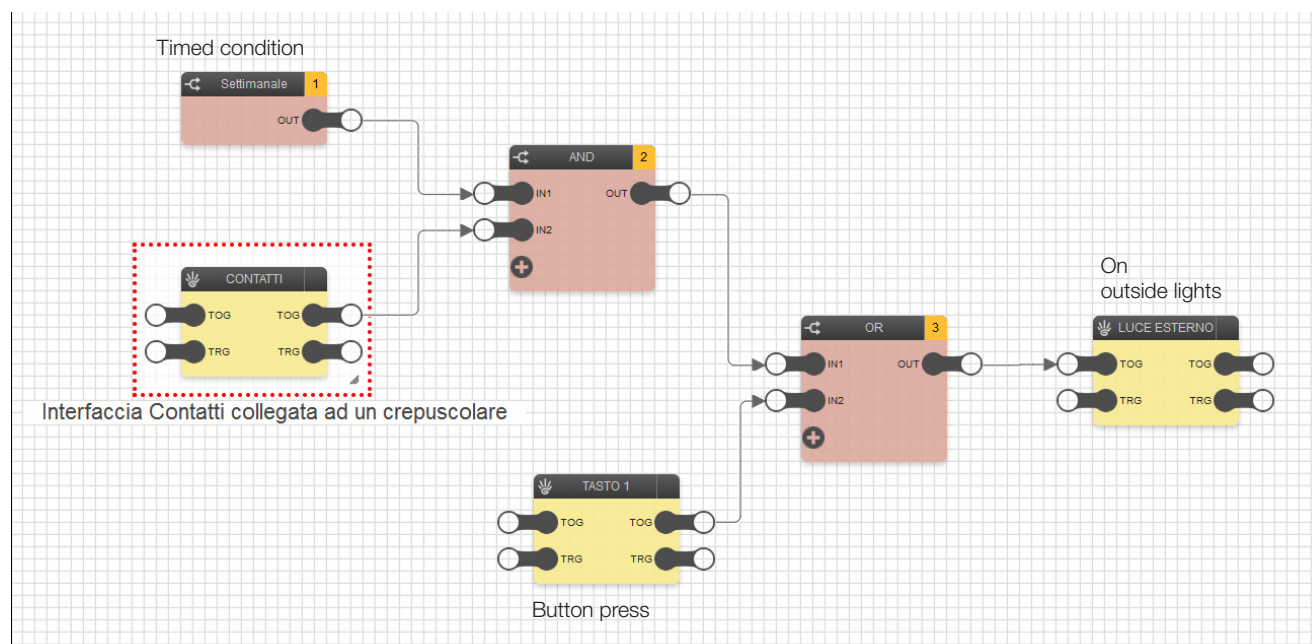 Timed condition
Settimanale 1
OUT
AND 2
IN1 OUT
IN2
CONTATTI
TOG TOG
TRG TRG
Interfaccia Contatti collegata ad un crepuscolare
On
outside lights
OR 3
IN1 OUT
IN2
LUCE ESTERNO
TOG TOG
TRG TRG
TASTO 1
TOG TOG
TRG TRG
Button press